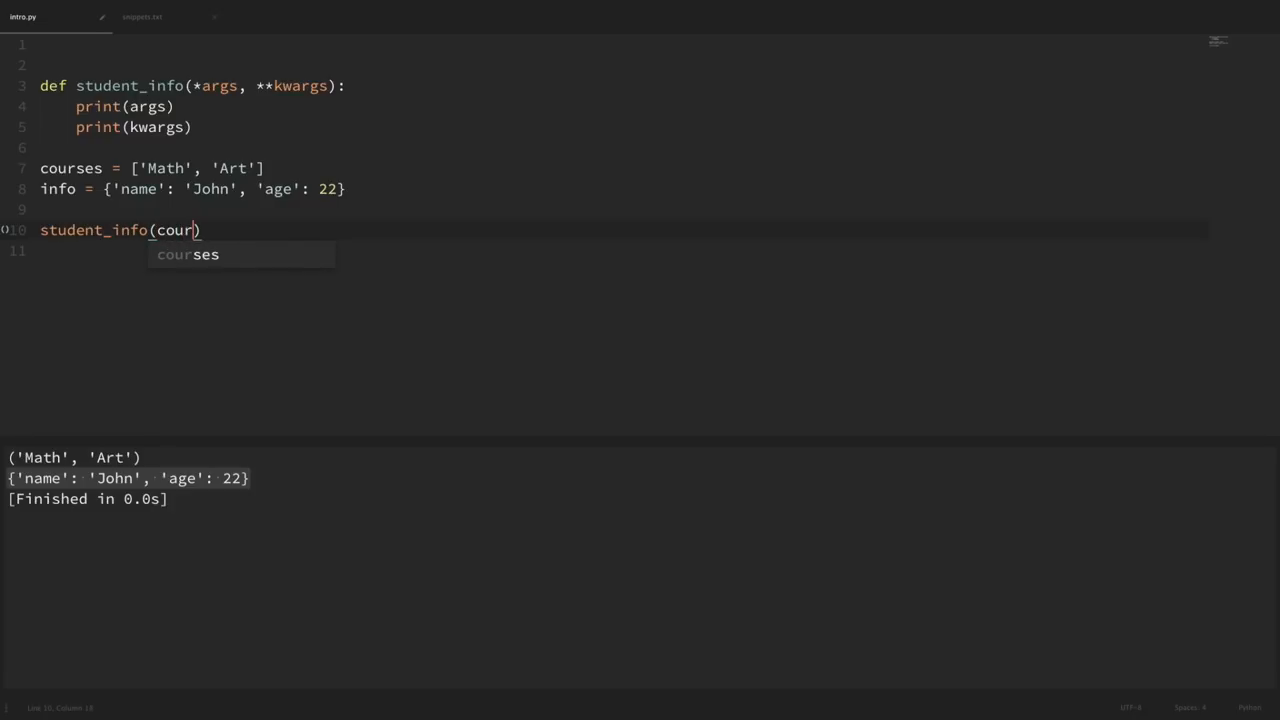 intro.py
snippets.txt
1
2
3 def student_info(*args, **kwargs):
4     print(args)
5     print(kwargs)
6
7 courses = ['Math', 'Art']
8 info = {'name': 'John', 'age': 22}
9
10 student_info(cour)
courses
11
('Math', 'Art')
{'name': 'John', 'age': 22}
[Finished in 0.0s]
Line 10, Column 18
UTF-8
Spaces: 4
Python